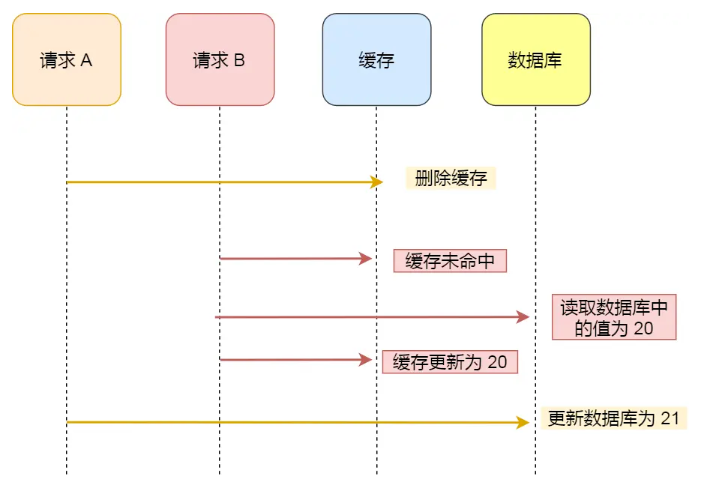 请求 A
请求 B
缓存
数据库
删除缓存
缓存未命中
读取数据库中
的值为 20
缓存更新为 20
更新数据库为 21